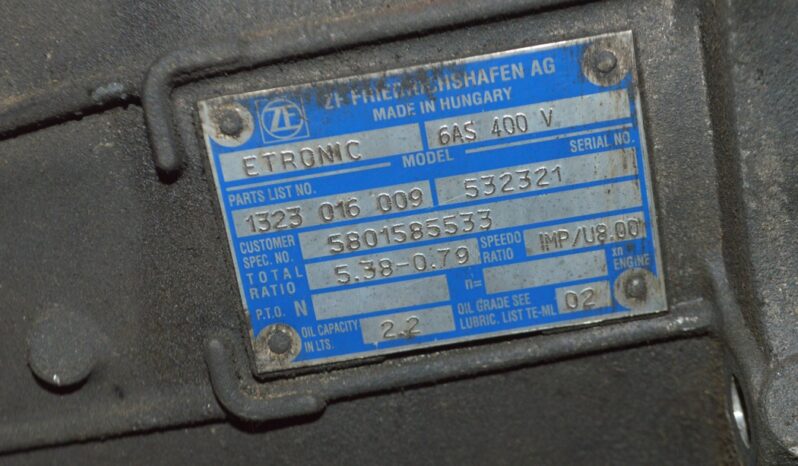 ZF FRIEDRICHSHAFEN AG
ZF
MADE IN HUNGARY
ETRONIC 6AS 400 V
MODEL SERIAL NO.
PARTS LIST NO.
1323 016 009 532321
CUSTOMER SPEC. NO. 5801585533
TOTAL RATIO 5.38-0.79 SPEEDO RATIO IMP/U8.00
P.T.O. N n= xn ENGINE
OIL CAPACITY IN LTS. 2.2 OIL GRADE SEE LUBRIC. LIST TE-ML 02